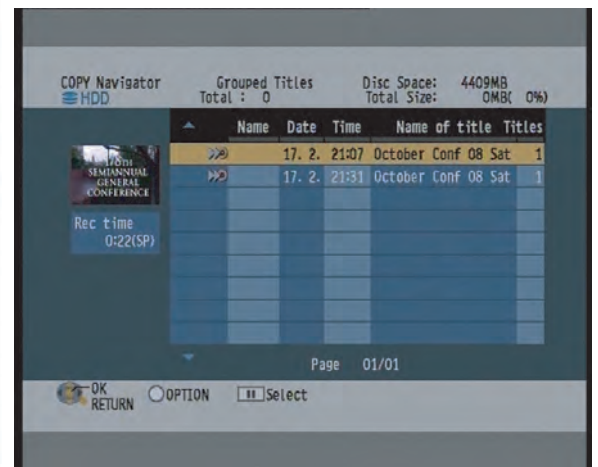 COPY Navigator Grouped Titles Disc Space: 4409MB
HDD Total : 0 Total Size: 0MB( 0%)
Name Date Time Name of title Titles
17. 2. 21:07 October Conf 08 Sat 1
17. 2. 21:31 October Conf 08 Sat 1
SEMIANNUAL
GENERAL
CONFERENCE
Rec time
0:22(SP)
Page 01/01
OK
RETURN OPTION Select